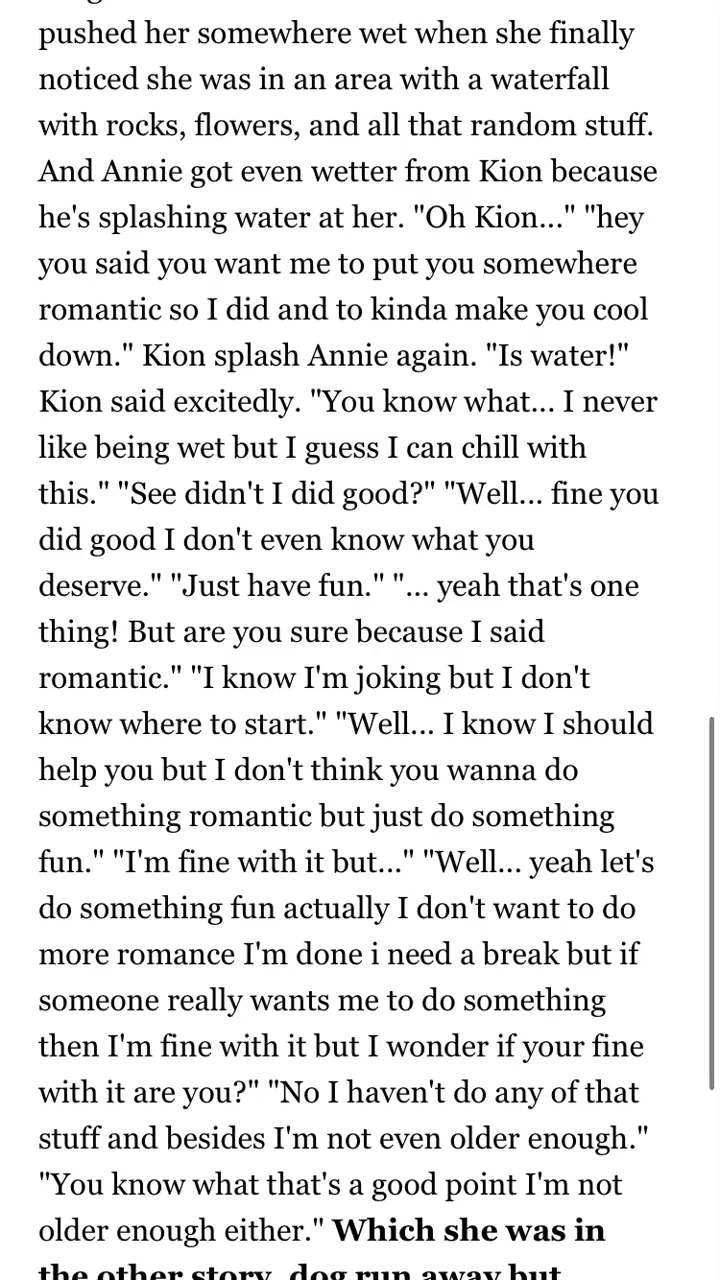 pushed her somewhere wet when she finally
noticed she was in an area with a waterfall
with rocks, flowers, and all that random stuff.
And Annie got even wetter from Kion because
he's splashing water at her. "Oh Kion..." "hey
you said you want me to put you somewhere
romantic so I did and to kinda make you cool
down." Kion splash Annie again. "Is water!"
Kion said excitedly. "You know what... I never
like being wet but I guess I can chill with
this." "See didn't I did good?" "Well... fine you
did good I don't even know what you
deserve." "Just have fun." "... yeah that's one
thing! But are you sure because I said
romantic." "I know I'm joking but I don't
know where to start." "Well... I know I should
help you but I don't think you wanna do
something romantic but just do something
fun." "I'm fine with it but..." "Well... yeah let's
do something fun actually I don't want to do
more romance I'm done i need a break but if
someone really wants me to do something
then I'm fine with it but I wonder if your fine
with it are you?" "No I haven't do any of that
stuff and besides I'm not even older enough."
"You know what that's a good point I'm not
older enough either." Which she was in
the other story, dog run away but